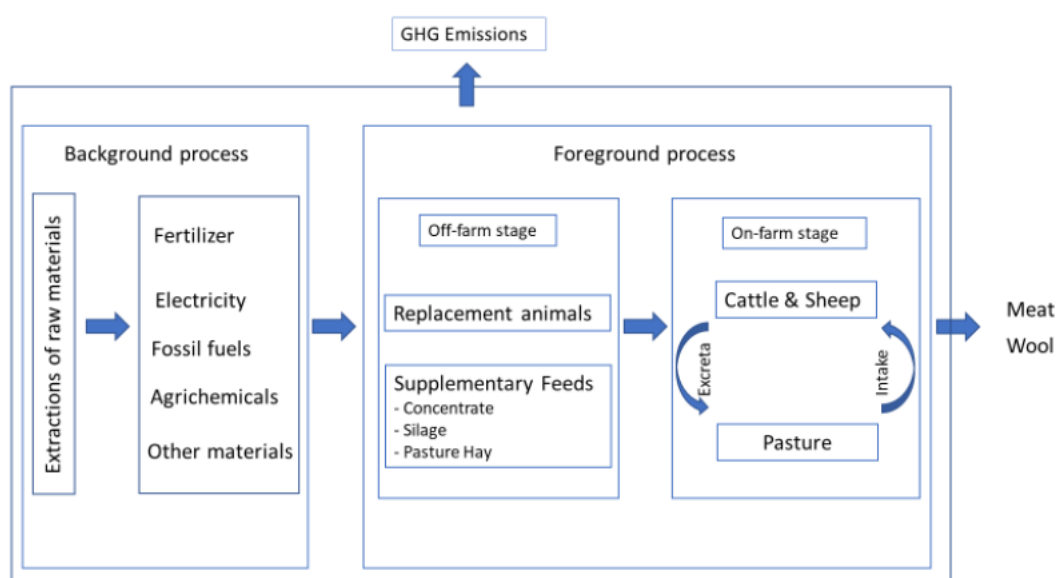 GHG Emissions
Background process
Extractions of raw materials
Fertilizer
Electricity
Fossil fuels
Agrichemicals
Other materials
Foreground process
Off-farm stage
Replacement animals
Supplementary Feeds
- Concentrate
- Silage
- Pasture Hay
On-farm stage
Cattle & Sheep
Excreta
Intake
Pasture
Meat
Wool